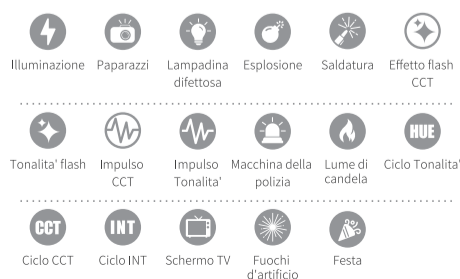 Illuminazione Paparazzi Lampadina difettosa Esplosione Saldatura Effetto flash CCT
HUE
Tonalita' flash Impulso CCT Impulso Tonalita' Macchina della polizia Lume di candela Ciclo Tonalita'
CCT INT
Ciclo CCT Ciclo INT Schermo TV Fuochi d'artificio Festa